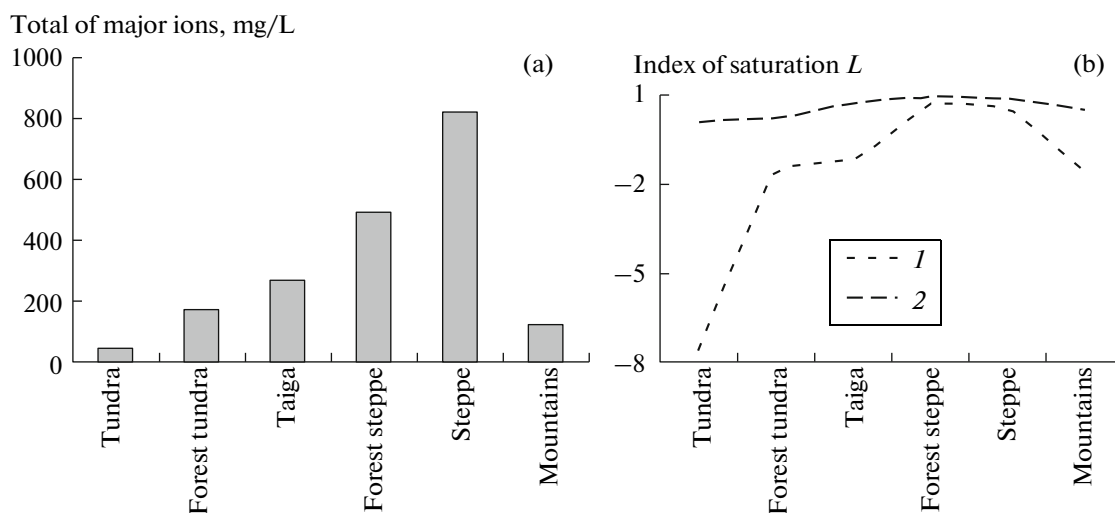 Total of major ions, mg/L
(a)
1000
800
600
400
200
0
Tundra
Forest tundra
Taiga
Forest steppe
Steppe
Mountains
Index of saturation L
(b)
1
−2
−5
−8
1
2
Tundra
Forest tundra
Taiga
Forest steppe
Steppe
Mountains